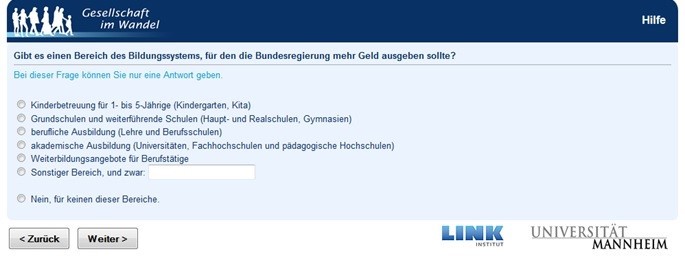 Gesellschaft
im Wandel
Hilfe
Gibt es einen Bereich des Bildungssystems, für den die Bundesregierung mehr Geld ausgeben sollte?
Bei dieser Frage können Sie nur eine Antwort geben.
Kinderbetreuung für 1- bis 5-Jährige (Kindergarten, Kita)
Grundschulen und weiterführende Schulen (Haupt- und Realschulen, Gymnasien)
berufliche Ausbildung (Lehre und Berufsschulen)
akademische Ausbildung (Universitäten, Fachhochschulen und pädagogische Hochschulen)
Weiterbildungsangebote für Berufstätige
Sonstiger Bereich, und zwar:
Nein, für keinen dieser Bereiche.
< Zurück Weiter >
LINK
INSTITUT
UNIVERSITÄT
MANNHEIM